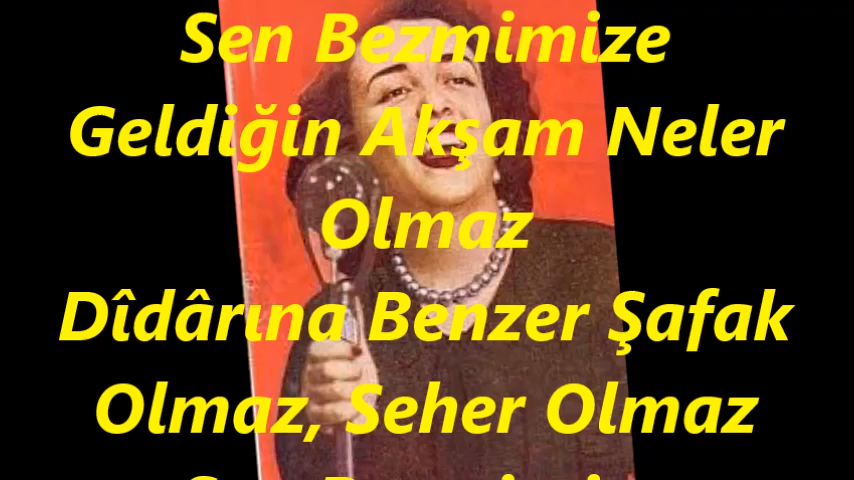 Sen Bezmimize
Geldiğin Akşam Neler
Olmaz
Dîdârına Benzer Şafak
Olmaz, Seher Olmaz